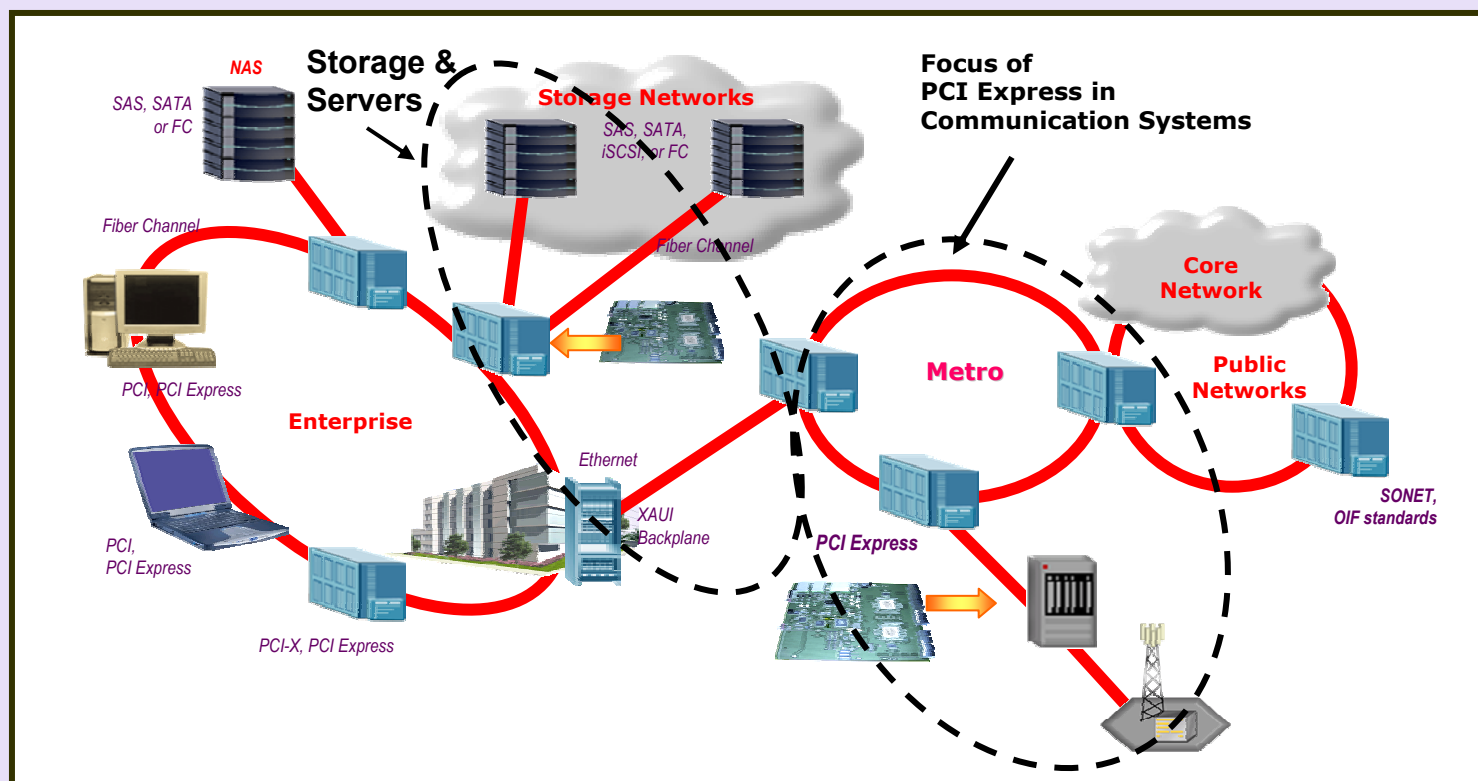 NAS
SAS, SATA
or FC
Storage &
Servers
Storage Networks
SAS, SATA,
iSCSI, or FC
Focus of
PCI Express in
Communication Systems
Fiber Channel
Fiber Channel
Core
Network
PCI, PCI Express
Metro
Public
Networks
Enterprise
Ethernet
XAUI
Backplane
SONET,
OIF standards
PCI,
PCI Express
PCI Express
PCI-X, PCI Express